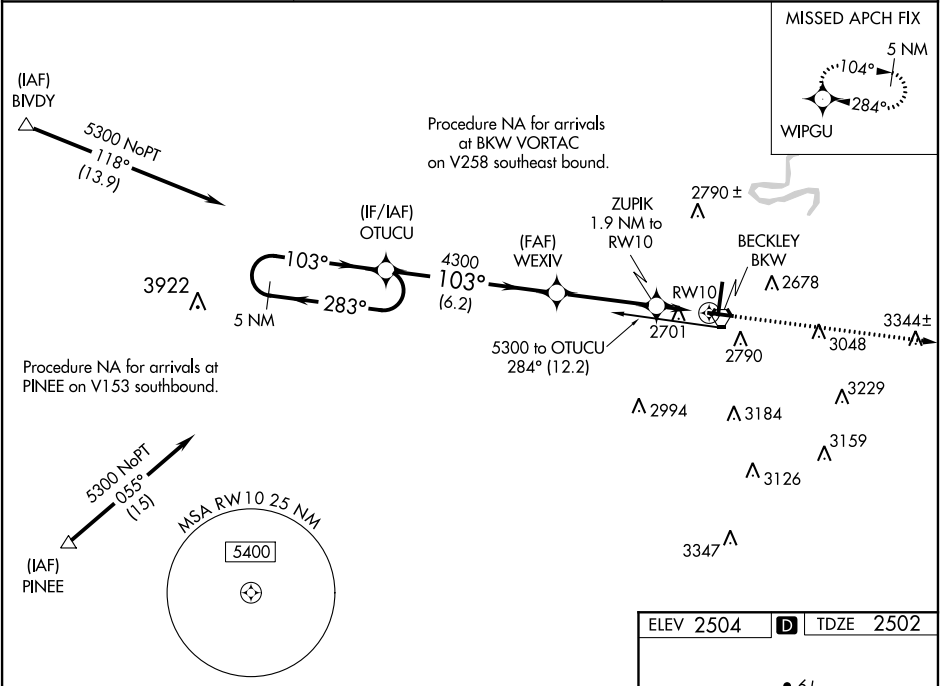 MISSED APCH FIX
5 NM
104°
284°
WIPGU
(IAF)
BIVDY
5300 NoPT
118°
(13.9)
Procedure NA for arrivals
at BKW VORTAC
on V258 southeast bound.
(IF/IAF)
OTUCU
103°
283°
5 NM
3922
4300
103°
(6.2)
(FAF)
WEXIV
ZUPIK
1.9 NM to
RW10
2790 ±
BECKLEY
BKW
2678
RW10
2701
2790
3048
3344±
5300 to OTUCU
284° (12.2)
2994
3184
3229
3159
3126
3347
Procedure NA for arrivals at
PINEE on V153 southbound.
5300 NoPT
055°
(15)
(IAF)
PINEE
MSA RW10 25 NM
5400
ELEV 2504 D TDZE 2502